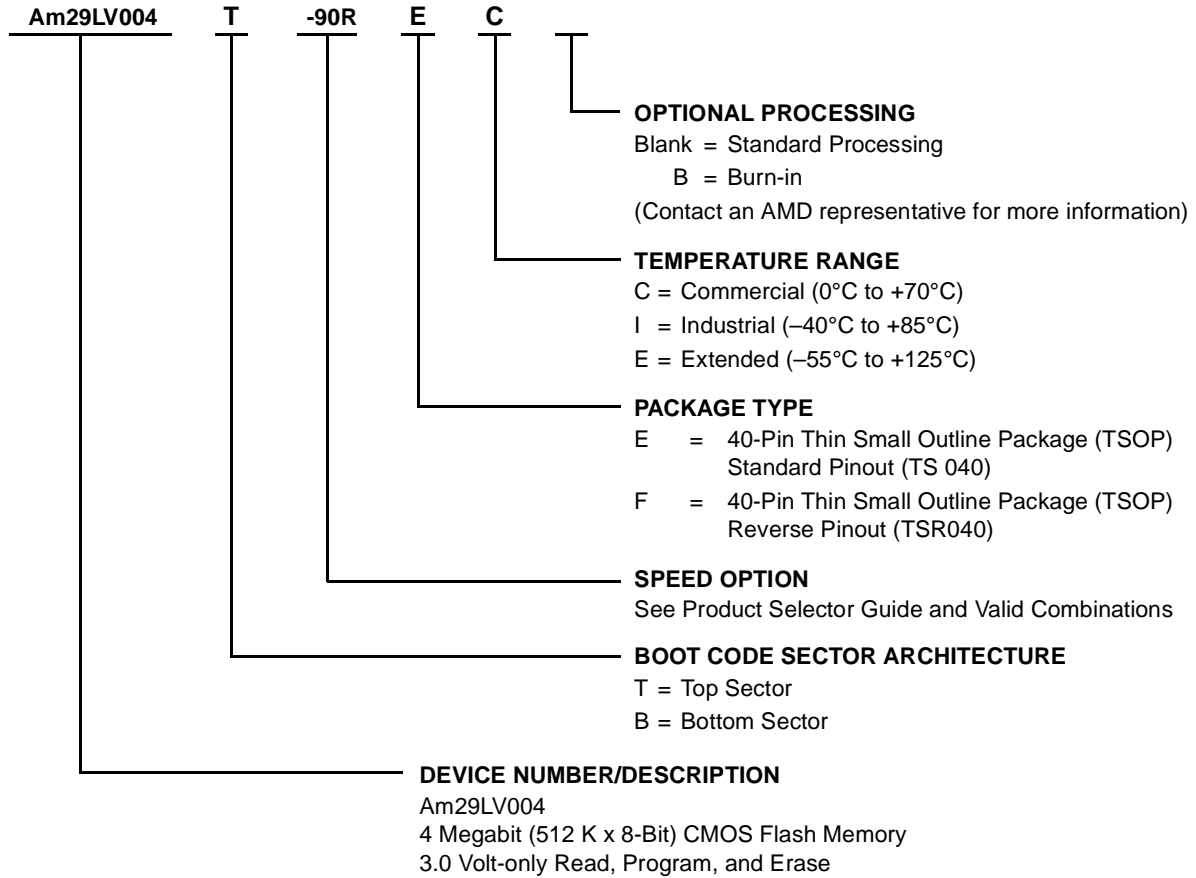 Am29LV004 T -90R E C
OPTIONAL PROCESSING
Blank = Standard Processing
B = Burn-in
(Contact an AMD representative for more information)
TEMPERATURE RANGE
C = Commercial (0°C to +70°C)
I = Industrial (–40°C to +85°C)
E = Extended (–55°C to +125°C)
PACKAGE TYPE
E = 40-Pin Thin Small Outline Package (TSOP)
Standard Pinout (TS 040)
F = 40-Pin Thin Small Outline Package (TSOP)
Reverse Pinout (TSR040)
SPEED OPTION
See Product Selector Guide and Valid Combinations
BOOT CODE SECTOR ARCHITECTURE
T = Top Sector
B = Bottom Sector
DEVICE NUMBER/DESCRIPTION
Am29LV004
4 Megabit (512 K x 8-Bit) CMOS Flash Memory
3.0 Volt-only Read, Program, and Erase